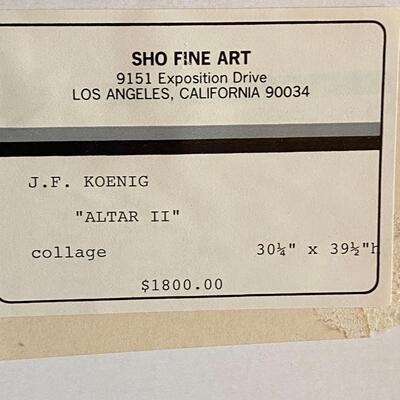 SHO FINE ART
9151 Exposition Drive
LOS ANGELES, CALIFORNIA 90034
J.F. KOENIG
"ALTAR II"
collage 30¼" x 39½"h
$1800.00